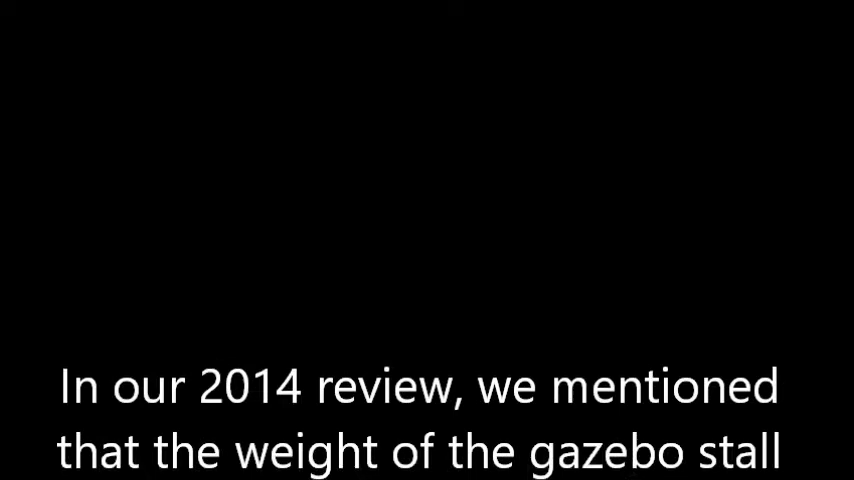 In our 2014 review, we mentioned
that the weight of the gazebo stall